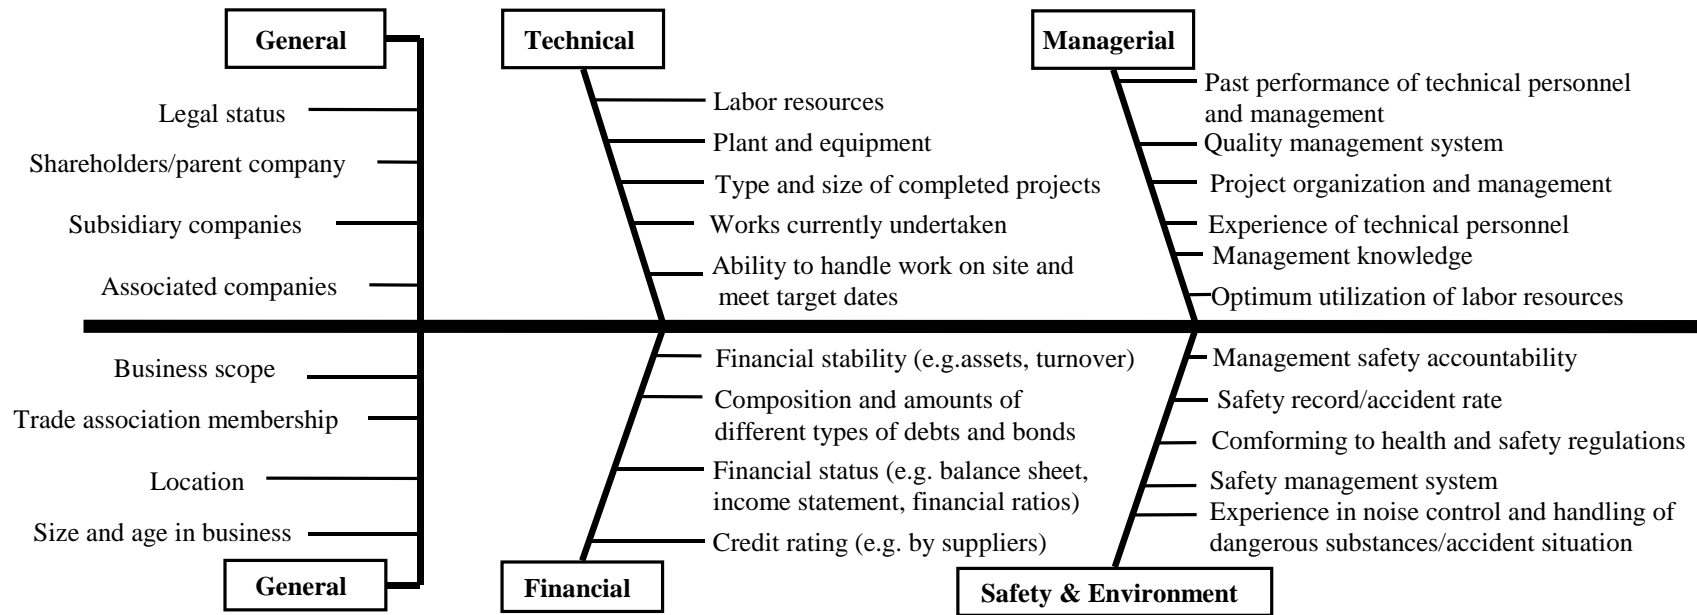 General
Legal status
Shareholders/parent company
Subsidiary companies
Associated companies
Technical
Labor resources
Plant and equipment
Type and size of completed projects
Works currently undertaken
Ability to handle work on site and
meet target dates
Managerial
Past performance of technical personnel
and management
Quality management system
Project organization and management
Experience of technical personnel
Management knowledge
Optimum utilization of labor resources
Business scope
Trade association membership
Location
Size and age in business
General
Financial stability (e.g.assets, turnover)
Composition and amounts of
different types of debts and bonds
Financial status (e.g. balance sheet,
income statement, financial ratios)
Credit rating (e.g. by suppliers)
Financial
Management safety accountability
Safety record/accident rate
Comforming to health and safety regulations
Safety management system
Experience in noise control and handling of
dangerous substances/accident situation
Safety & Environment